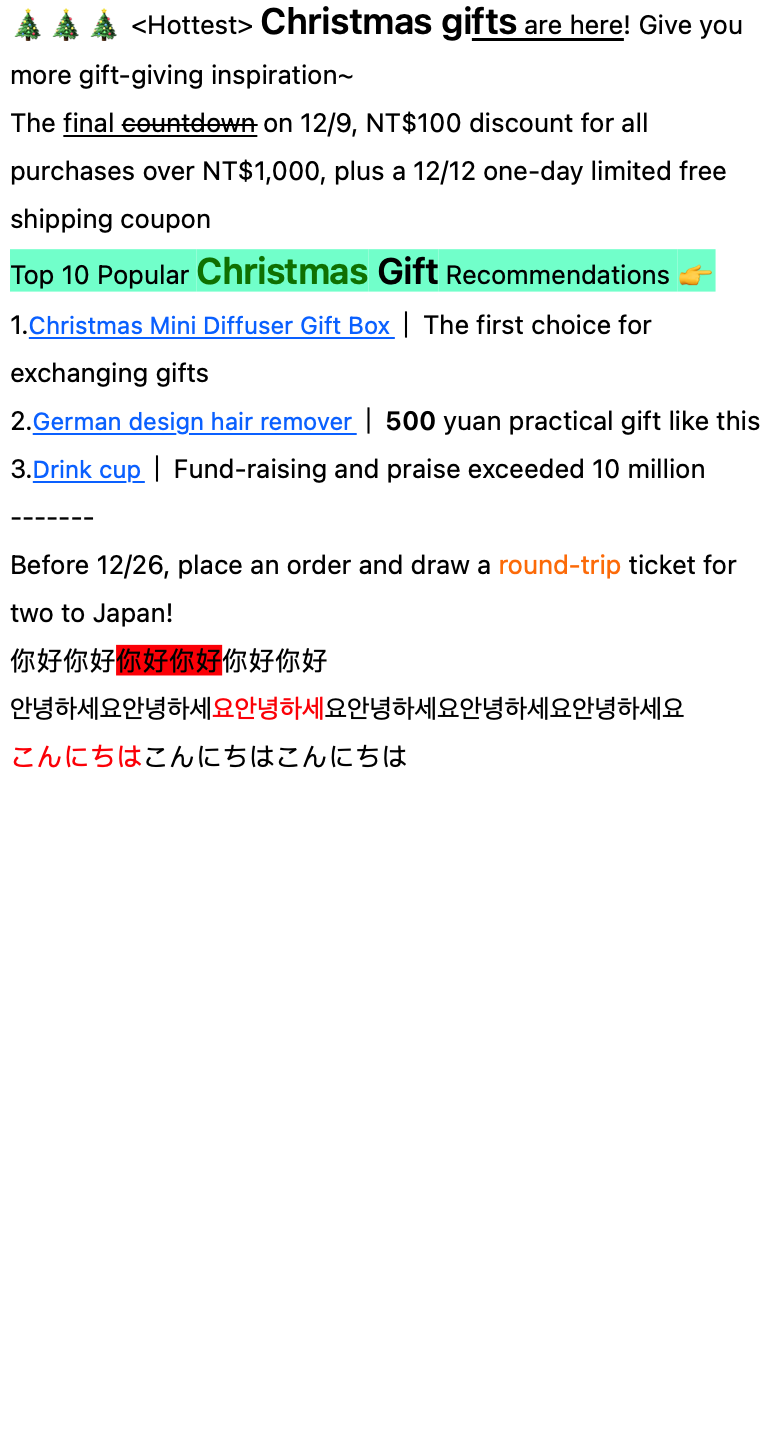 🎄🎄🎄 <Hottest> Christmas gifts are here! Give you
more gift-giving inspiration~
The final countdown on 12/9, NT$100 discount for all
purchases over NT$1,000, plus a 12/12 one-day limited free
shipping coupon
Top 10 Popular Christmas Gift Recommendations 👉
1.Christmas Mini Diffuser Gift Box ｜ The first choice for
exchanging gifts
2.German design hair remover ｜ 500 yuan practical gift like this
3.Drink cup ｜ Fund-raising and praise exceeded 10 million
-------
Before 12/26, place an order and draw a round-trip ticket for
two to Japan!
你好你好你好你好你好你好
안녕하세요안녕하세요안녕하세요안녕하세요안녕하세요안녕하세요
こんにちはこんにちはこんにちは